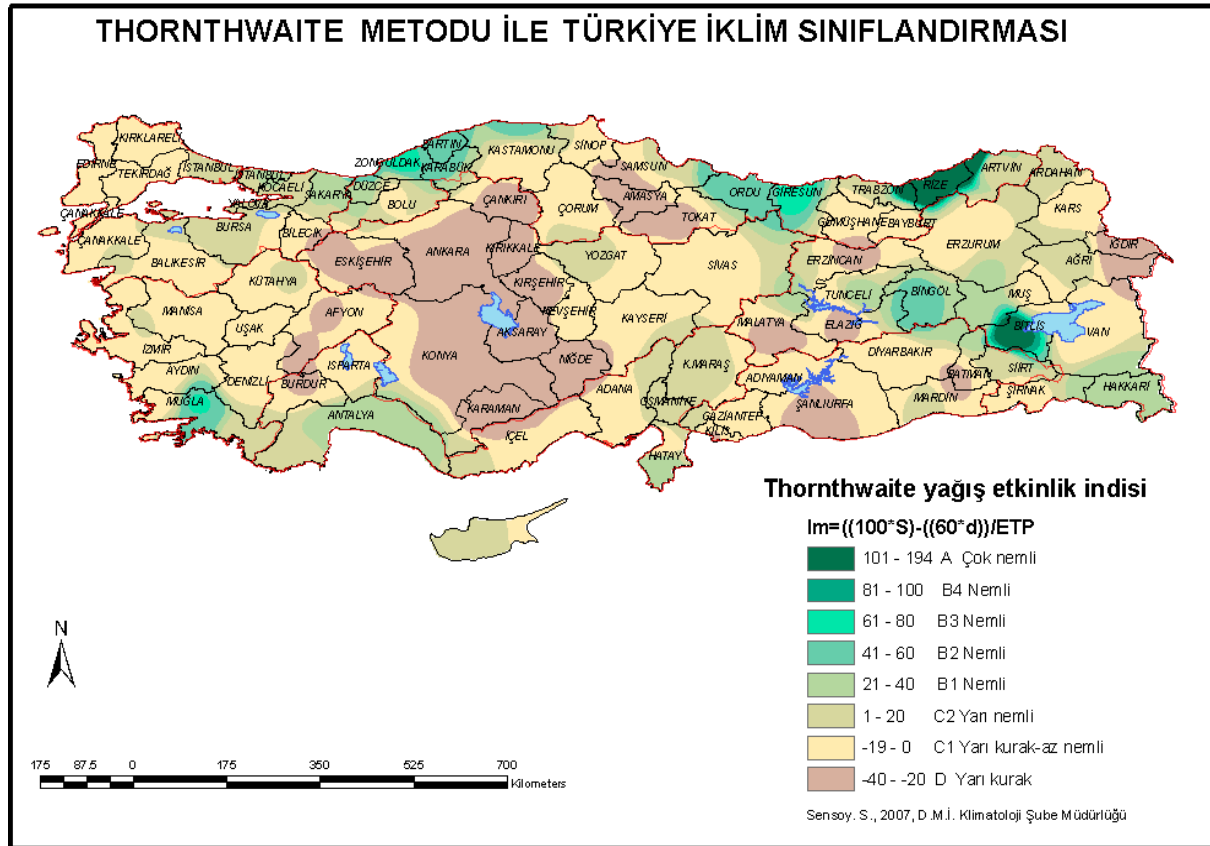 THORNTHWAITE METODU İLE TÜRKİYE İKLİM SINIFLANDIRMASI
KIRKLARELİ
EDİRNE
TEKİRDAĞ
İSTANBUL
İSTANBUL
KOCAELİ
YALOVA
SAKARYA
DÜZCE
ZONGULDAK
BARTIN
KARABÜK
KASTAMONU
SİNOP
SAMSUN
ORDU
GİRESUN
TRABZON
RİZE
ARTVİN
ARDAHAN
KARS
IĞDIR
AĞRI
ERZURUM
BAYBURT
GÜMÜŞHANE
TOKAT
AMASYA
ÇORUM
ÇANKIRI
BOLU
BİLECİK
BURSA
ÇANAKKALE
ÇANAKKALE
BALIKESİR
KÜTAHYA
ESKİŞEHİR
ANKARA
KIRIKKALE
KIRŞEHİR
YOZGAT
SİVAS
ERZİNCAN
TUNCELİ
BİNGÖL
MUŞ
BİTLİS
VAN
HAKKARİ
ŞIRNAK
SİİRT
BATMAN
MARDİN
DİYARBAKIR
ELAZIĞ
MALATYA
ADIYAMAN
ŞANLIURFA
GAZİANTEP
KİLİS
K.MARAŞ
OSMANİYE
HATAY
ADANA
KAYSERİ
NEVŞEHİR
NİĞDE
AKSARAY
KONYA
KARAMAN
İÇEL
ANTALYA
ISPARTA
BURDUR
AFYON
UŞAK
MANİSA
İZMİR
AYDIN
DENİZLİ
MUĞLA
Thornthwaite yağış etkinlik indisi
Im=((100*S)-((60*d))/ETP
101 - 194 A Çok nemli
81 - 100 B4 Nemli
61 - 80 B3 Nemli
41 - 60 B2 Nemli
21 - 40 B1 Nemli
1 - 20 C2 Yarı nemli
-19 - 0 C1 Yarı kurak-az nemli
-40 - -20 D Yarı kurak
N
175 87.5 0 175 350 525 700
Kilometers
Sensoy. S., 2007, D.M.İ. Klimatoloji Şube Müdürlüğü